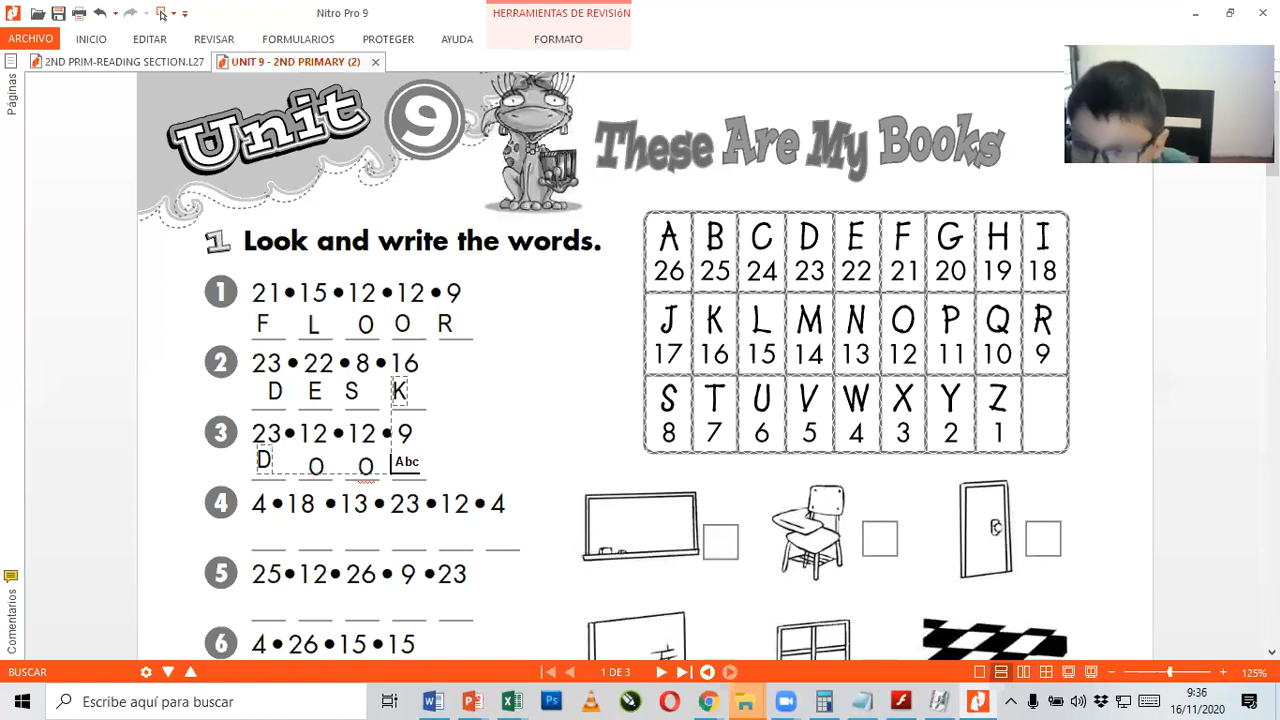 Nitro Pro 9
HERRAMIENTAS DE REVISIóN
ARCHIVO INICIO EDITAR REVISAR FORMULARIOS PROTEGER AYUDA FORMATO
2ND PRIM-READING SECTION.L27
UNIT 9 - 2ND PRIMARY (2)
Páginas
Unit 9
These Are My Books
1 Look and write the words.
1 21•15•12•12•9
F L O O R
2 23•22•8•16
D E S K
3 23•12•12•9
D O O Abc
4 4•18•13•23•12•4
5 25•12•26•9•23
6 4•26•15•15
A B C D E F G H I
26 25 24 23 22 21 20 19 18
J K L M N O P Q R
17 16 15 14 13 12 11 10 9
S T U V W X Y Z
8 7 6 5 4 3 2 1
Comentarios
BUSCAR
1 DE 3
125%
Escribe aquí para buscar
9:36
16/11/2020